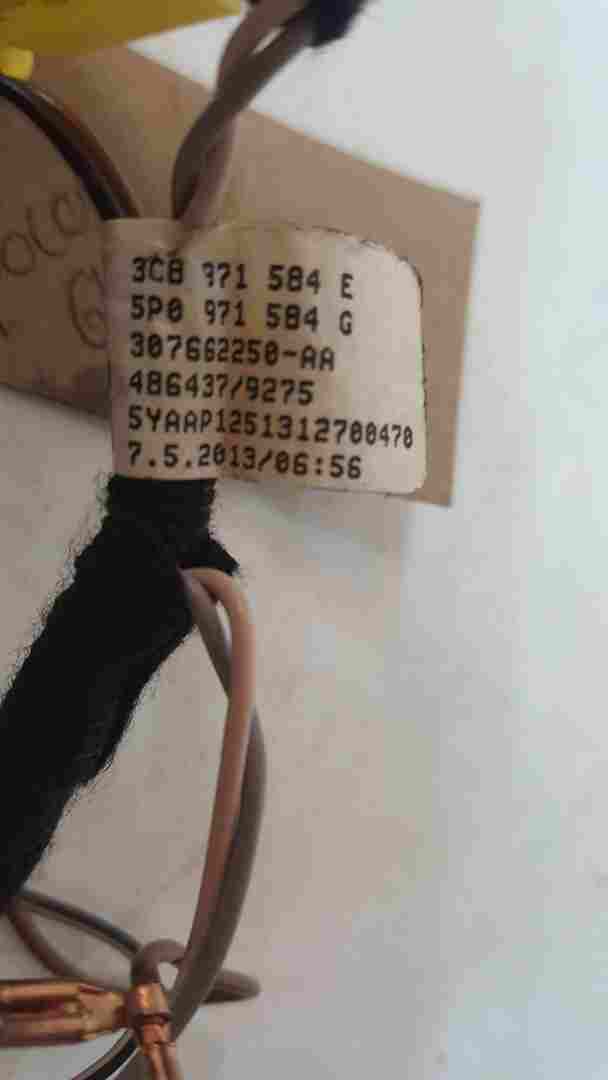 3C8 971 584 E
5P0 971 584 G
307662250-AA
486437/9275
5YAAP1251312700470
7.5.2013/06:56